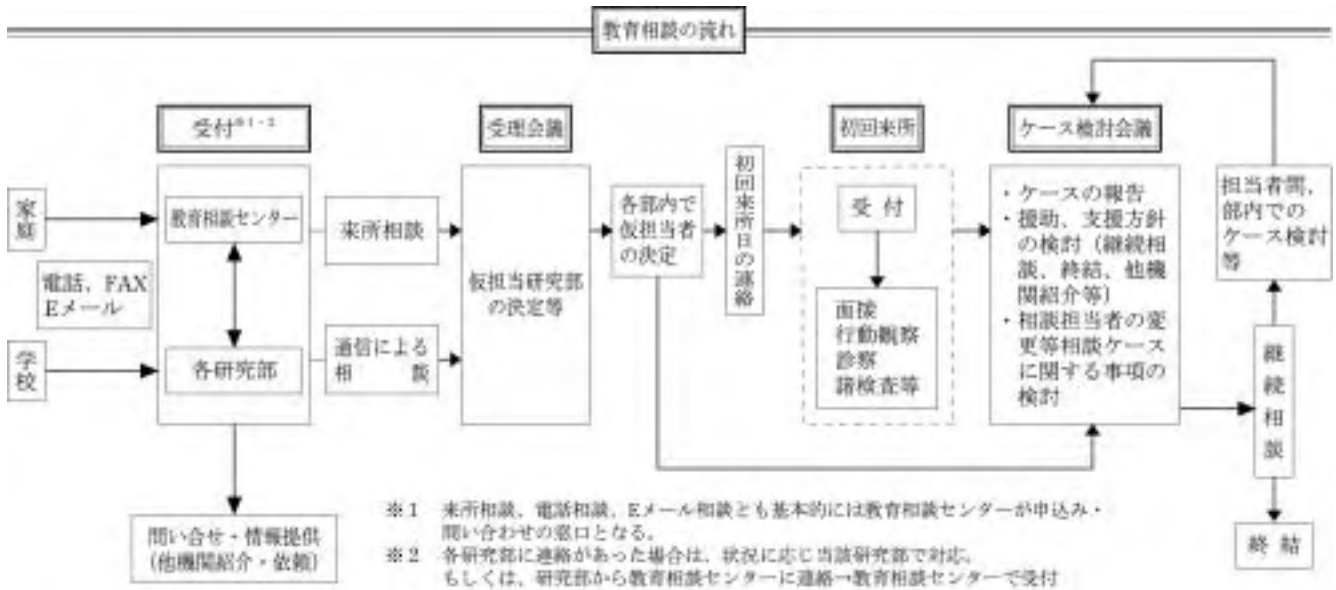 教育相談の流れ
受付※1・2
受理会議
初回来所
ケース検討会議
家庭
学校
電話、FAX
Eメール
教育相談センター
各研究部
来所相談
通信による
相談
仮担当研究部
の決定等
各部内で
仮担当者
の決定
初回来所日の連絡
受付
面接
行動観察
診察
諸検査等
・ケースの報告
・援助、支援方針
の検討（継続相
談、終結、他機
関紹介等）
・相談担当者の変
更等相談ケース
に関する事項の
検討
担当者間、
部内での
ケース検討
等
継続相談
終結
問い合せ・情報提供
(他機関紹介・依頼)
※1 来所相談、電話相談、Eメール相談とも基本的には教育相談センターが申込み・
問い合わせの窓口となる。
※2 各研究部に連絡があった場合は、状況に応じ当該研究部で対応。
もしくは、研究部から教育相談センターに連絡→教育相談センターで受付